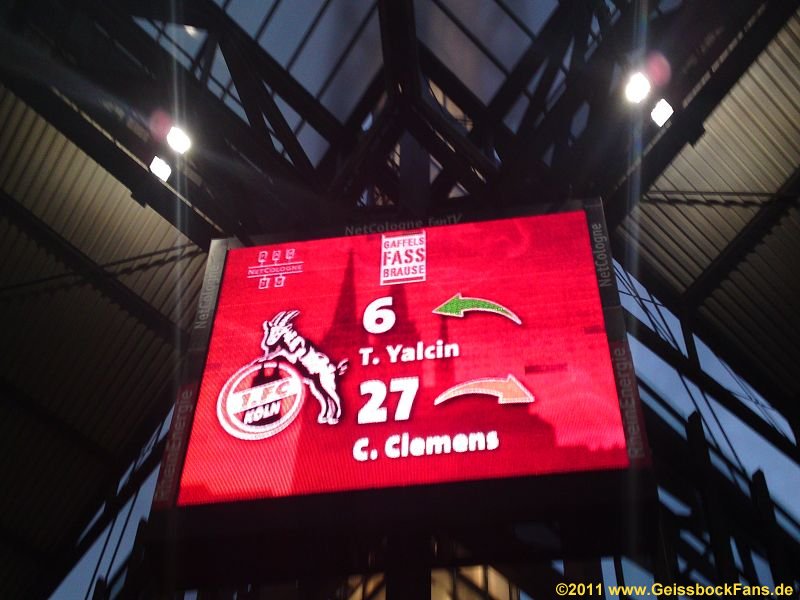 NetCologne FanTV
NetCologne
NetCologne
RheinEnergie
RheinEnergie
NETCOLOGNE
GAFFELS
FASS
BRAUSE
6
T. Yalcin
27
C. Clemens
1.FC
KÖLN
©2011 www.GeissbockFans.de